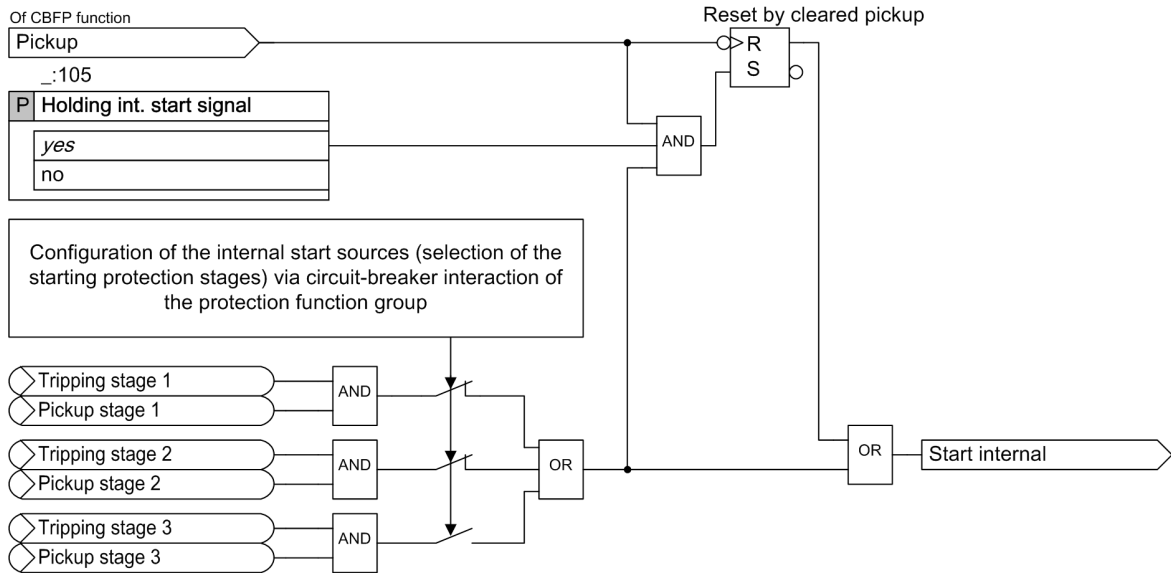 Of CBFP function
Pickup
Reset by cleared pickup
R
S
_:105
P Holding int. start signal
yes
no
AND
Configuration of the internal start sources (selection of the
starting protection stages) via circuit-breaker interaction of
the protection function group
Tripping stage 1
Pickup stage 1
AND
Tripping stage 2
Pickup stage 2
AND
Tripping stage 3
Pickup stage 3
AND
OR
OR
Start internal